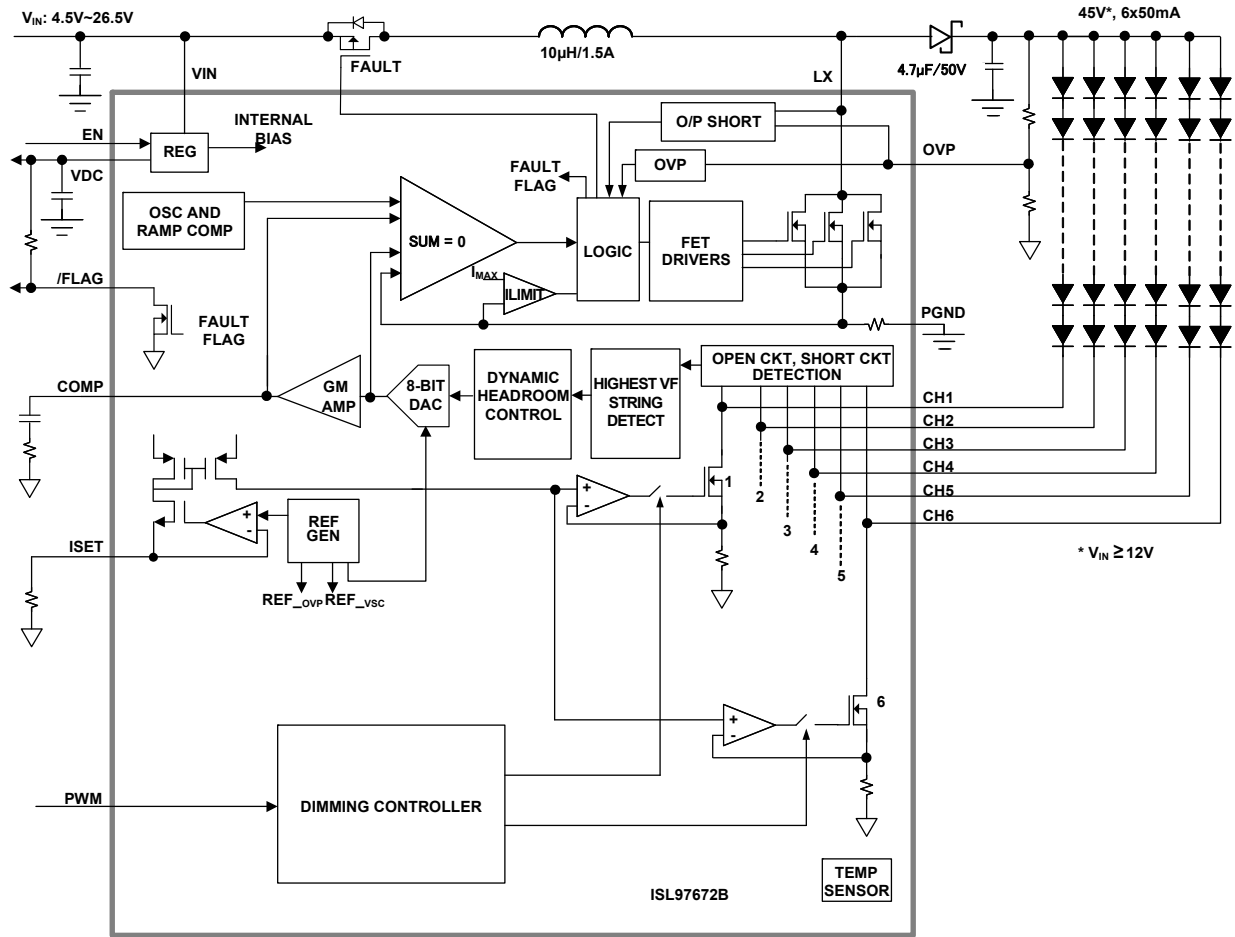 V_IN: 4.5V~26.5V
45V*, 6x50mA
10µH/1.5A
FAULT
4.7µF/50V
VIN
LX
EN
REG
INTERNAL
BIAS
O/P SHORT
VDC
FAULT
FLAG
OVP
OVP
OSC AND
RAMP COMP
SUM = 0
LOGIC
FET
DRIVERS
I_MAX
ILIMIT
/FLAG
FAULT
FLAG
PGND
OPEN CKT, SHORT CKT
DETECTION
COMP
GM
AMP
8-BIT
DAC
DYNAMIC
HEADROOM
CONTROL
HIGHEST VF
STRING
DETECT
CH1
CH2
CH3
CH4
CH5
CH6
+
-
1
2
3
4
5
+
-
REF
GEN
ISET
REF_OVP
REF_VSC
* V_IN ≥ 12V
+
-
6
PWM
DIMMING CONTROLLER
TEMP
SENSOR
ISL97672B